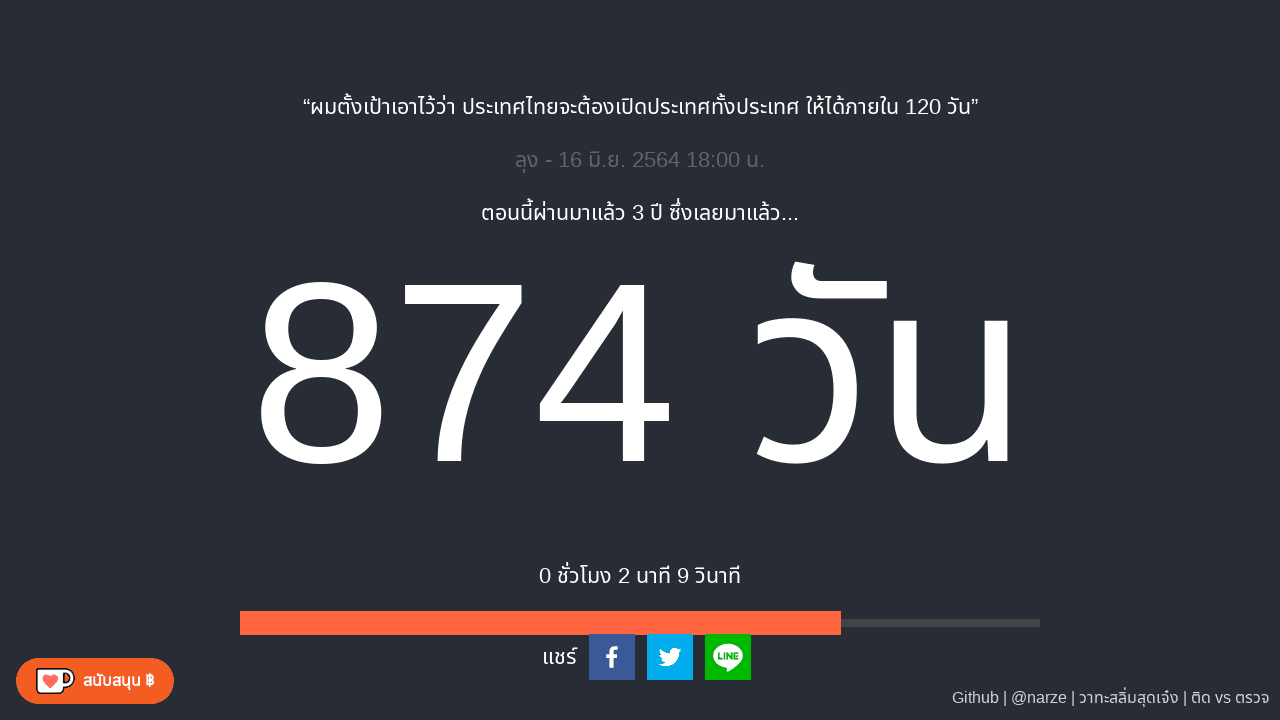 “ผมตั้งเป้าเอาไว้ว่า ประเทศไทยจะต้องเปิดประเทศทั้งประเทศ ให้ได้ภายใน 120 วัน”
ลุง - 16 มิ.ย. 2564 18:00 น.
ตอนนี้ผ่านมาแล้ว 3 ปี ซึ่งเลยมาแล้ว...
874 วัน
0 ชั่วโมง 2 นาที 9 วินาที
แชร์ LINE
สนับสนุน ฿
Github | @narze | วาทะสลิ่มสุดเจ๋ง | ติด vs ตรวจ